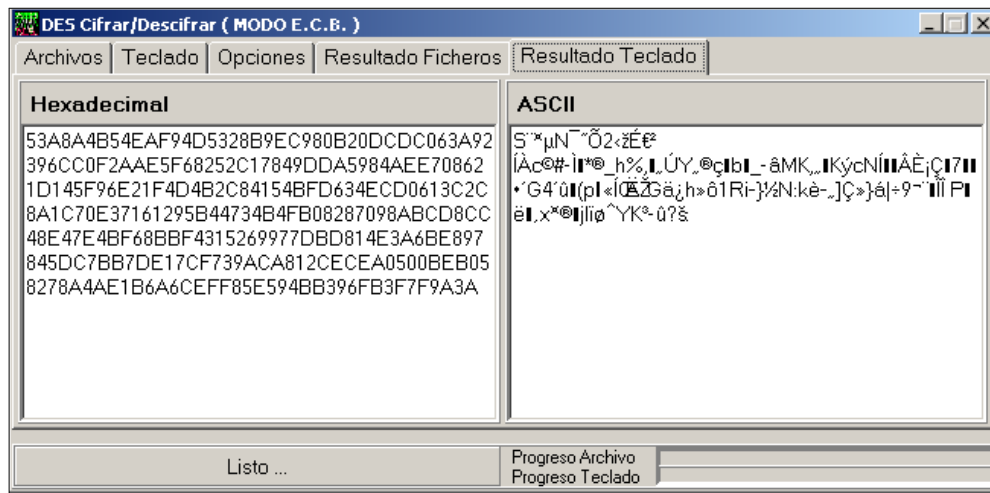 DES Cifrar/Descifrar ( MODO E.C.B. )
Archivos Teclado Opciones Resultado Ficheros Resultado Teclado
Hexadecimal
53A8A4B54EAF94D5328B9EC980B20DCDC063A92
396CC0F2AAE5F68252C17849DDA5984AEE70862
1D145F96E21F4D4B2C84154BFD634ECD0613C2C
8A1C70E37161295B44734B4FB08287098ABCD8CC
48E47E4BF68BBF4315269977DBD814E3A6BE897
845DC7BB7DE17CF739ACA812CECEA0500BEB05
8278A4AE1B6A6CEFF85E594BB396FB3F7F9A3A
ASCII
Listo ...
Progreso Archivo
Progreso Teclado